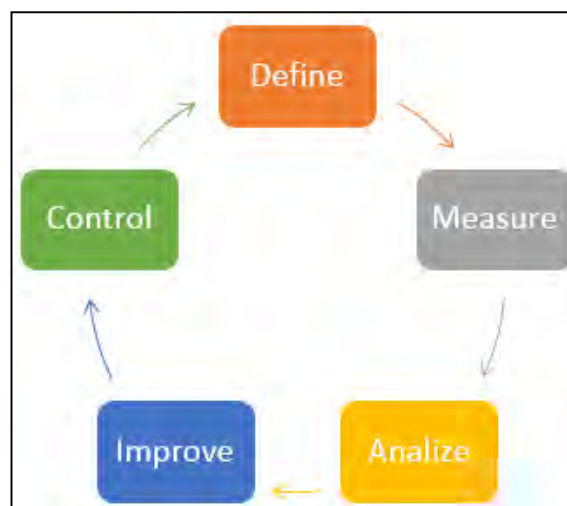 Define
Measure
Analize
Improve
Control